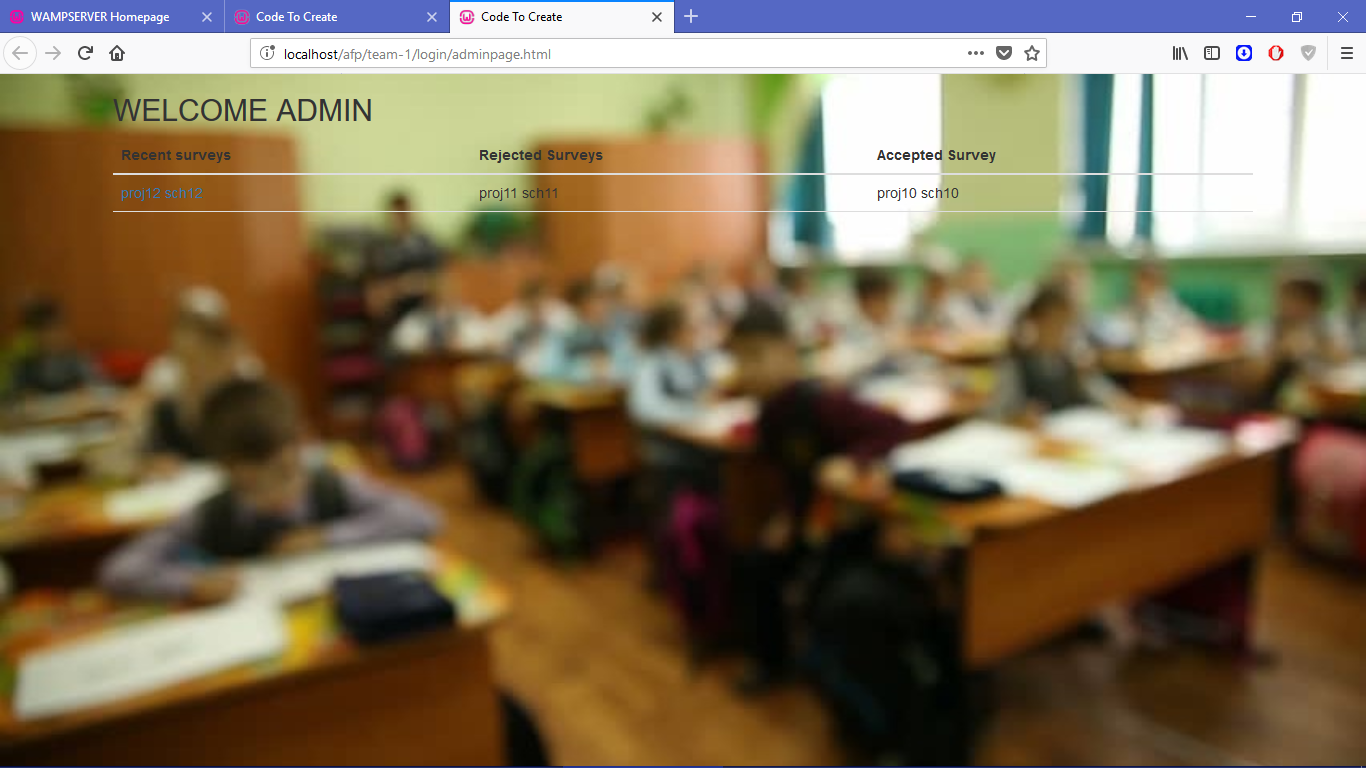 WAMPSERVER Homepage
Code To Create
Code To Create
localhost/afp/team-1/login/adminpage.html
WELCOME ADMIN
Recent surveys Rejected Surveys Accepted Survey
proj12 sch12 proj11 sch11 proj10 sch10